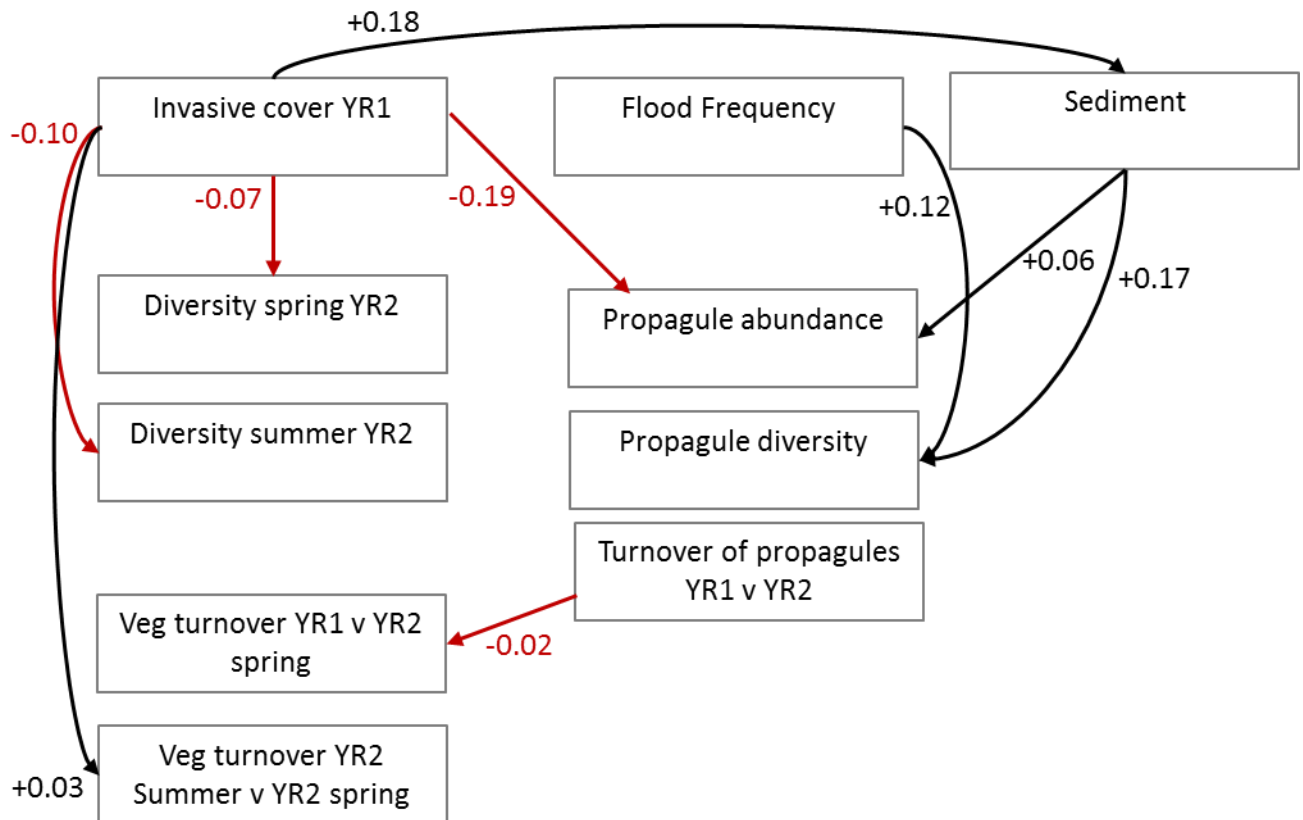 +0.18
Invasive cover YR1
Flood Frequency
Sediment
-0.10
-0.07
-0.19
+0.12
+0.06
+0.17
Diversity spring YR2
Propagule abundance
Diversity summer YR2
Propagule diversity
Turnover of propagules
YR1 v YR2
Veg turnover YR1 v YR2
spring
-0.02
Veg turnover YR2
Summer v YR2 spring
+0.03